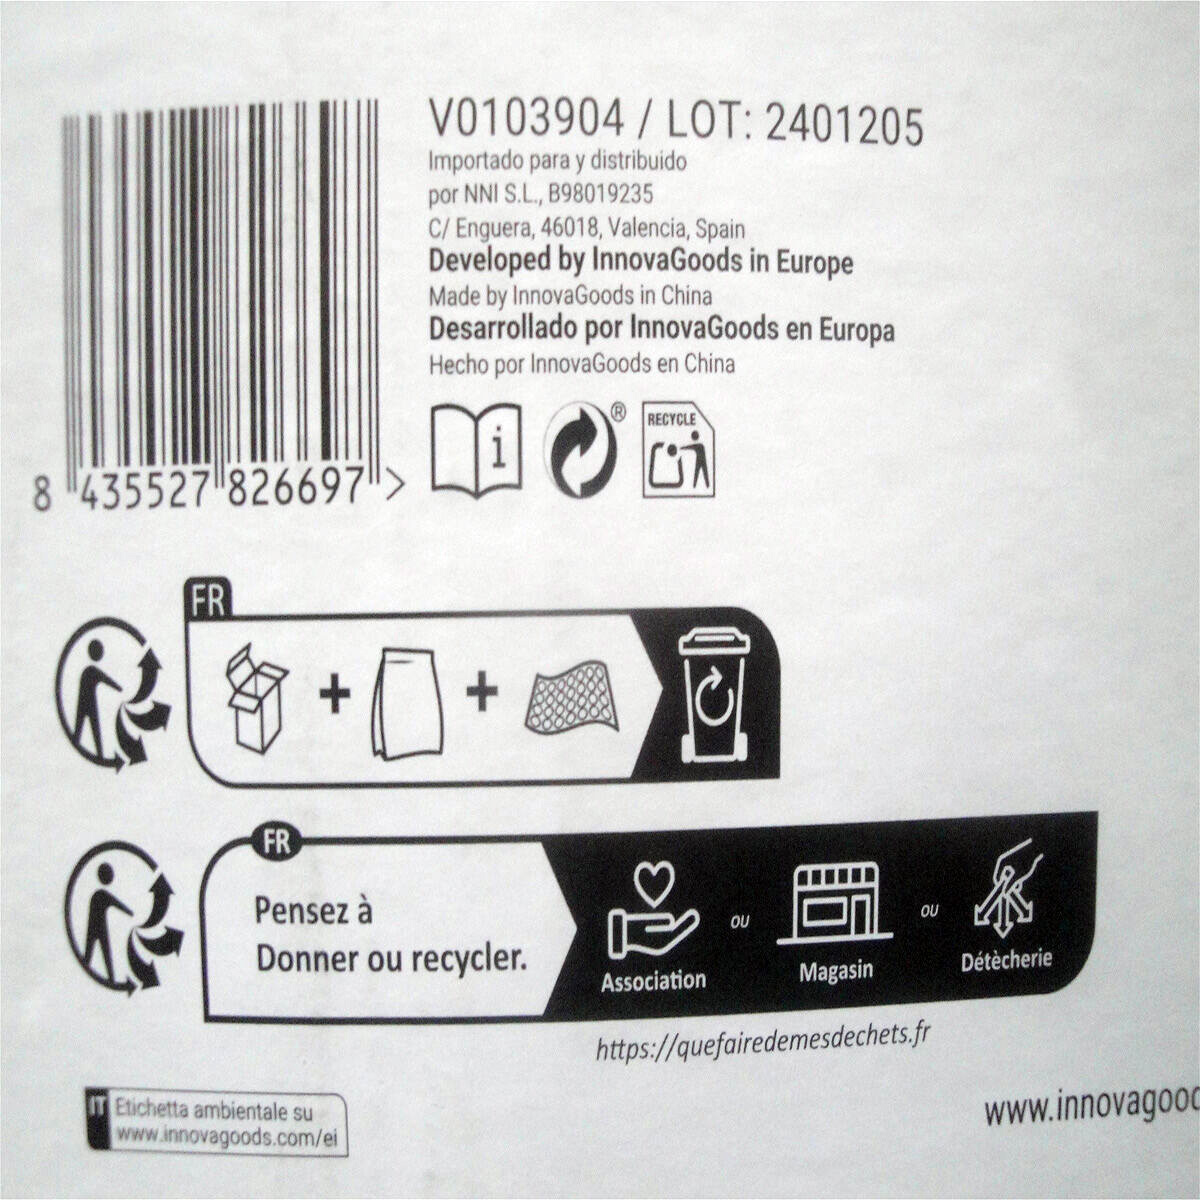 V0103904 / LOT: 2401205
Importado para y distribuido
por NNI S.L., B98019235
C/ Enguera, 46018, Valencia, Spain
Developed by InnovaGoods in Europe
Made by InnovaGoods in China
Desarrollado por InnovaGoods en Europa
Hecho por InnovaGoods en China
i
®
RECYCLE
8 435527 826697 >
FR
+ +
FR
Pensez à
Donner ou recycler.
Association
ou
Magasin
ou
Détècherie
https://quefairedemesdechets.fr
IT Etichetta ambientale su
www.innovagoods.com/ei
www.innovagooc